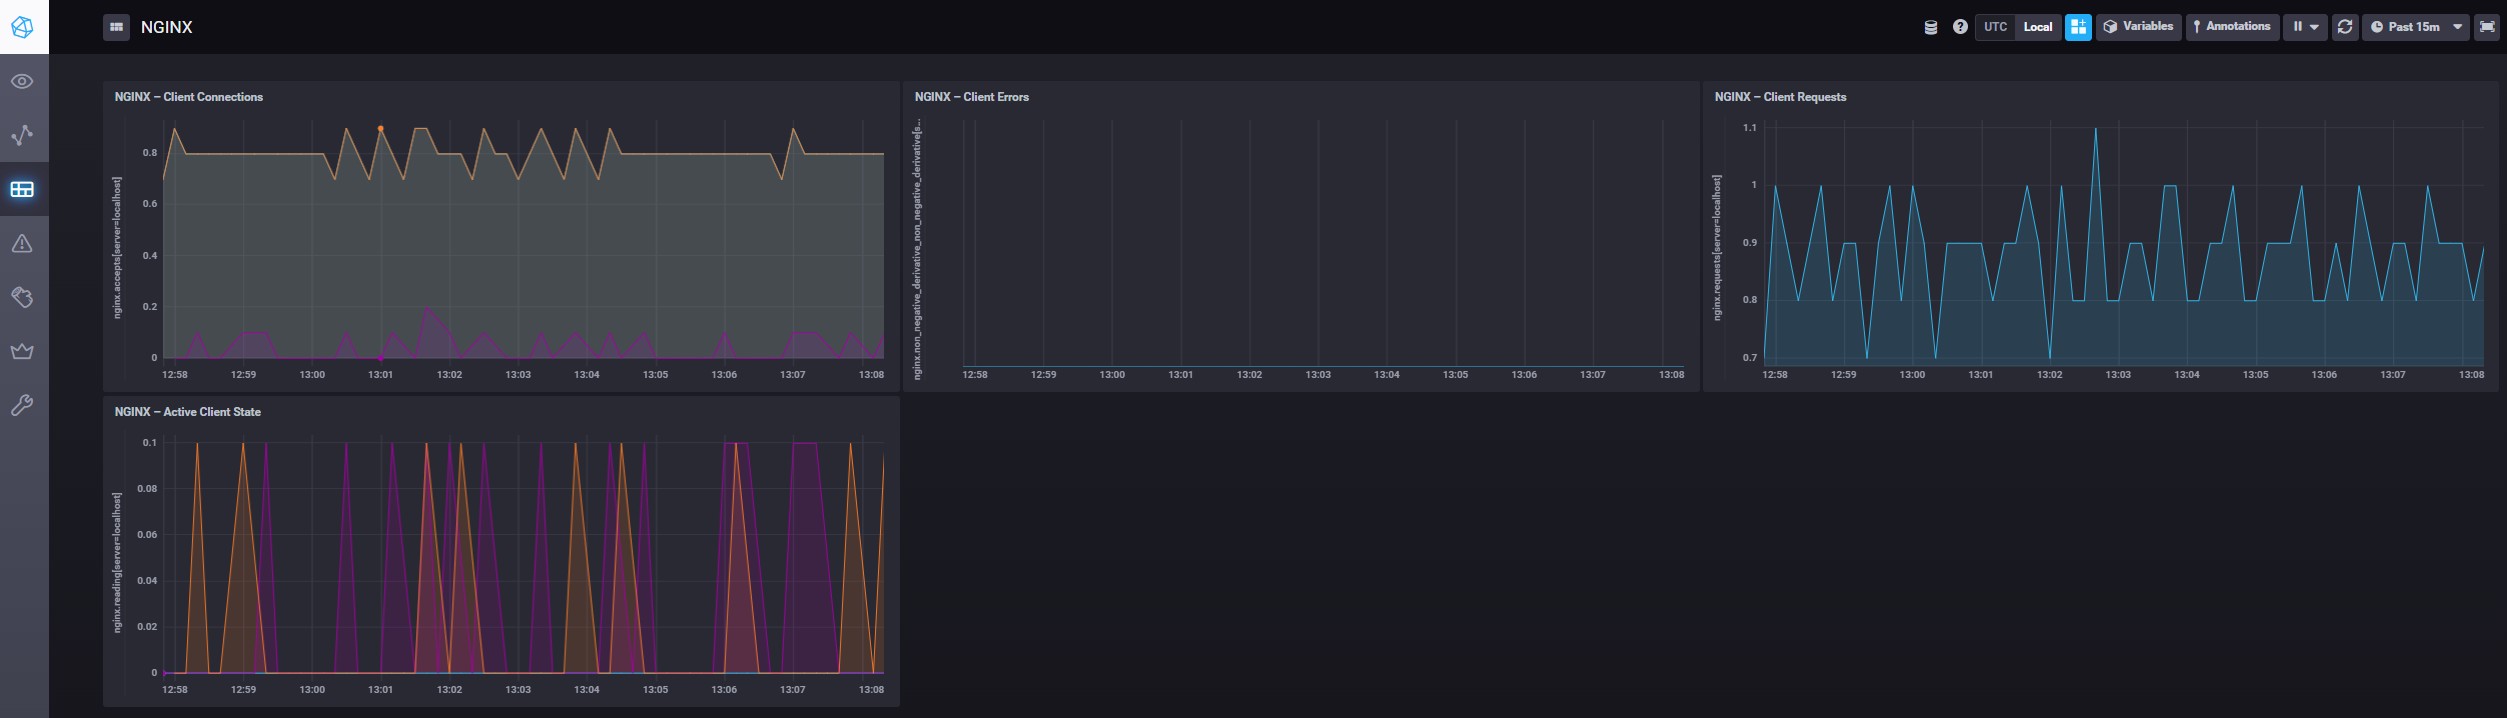 NGINX
UTC Local Variables Annotations Past 15m
NGINX – Client Connections
nginx.accepts[server=localhost]
0.8
0.6
0.4
0.2
0
12:58 12:59 13:00 13:01 13:02 13:03 13:04 13:05 13:06 13:07 13:08
NGINX – Client Errors
nginx.non_negative_derivative_non_negative_derivative[s...
12:58 12:59 13:00 13:01 13:02 13:03 13:04 13:05 13:06 13:07 13:08
NGINX – Client Requests
nginx.requests[server=localhost]
1.1
1
0.9
0.8
0.7
12:58 12:59 13:00 13:01 13:02 13:03 13:04 13:05 13:06 13:07 13:08
NGINX – Active Client State
nginx.reading[server=localhost]
0.1
0.08
0.06
0.04
0.02
0
12:58 12:59 13:00 13:01 13:02 13:03 13:04 13:05 13:06 13:07 13:08